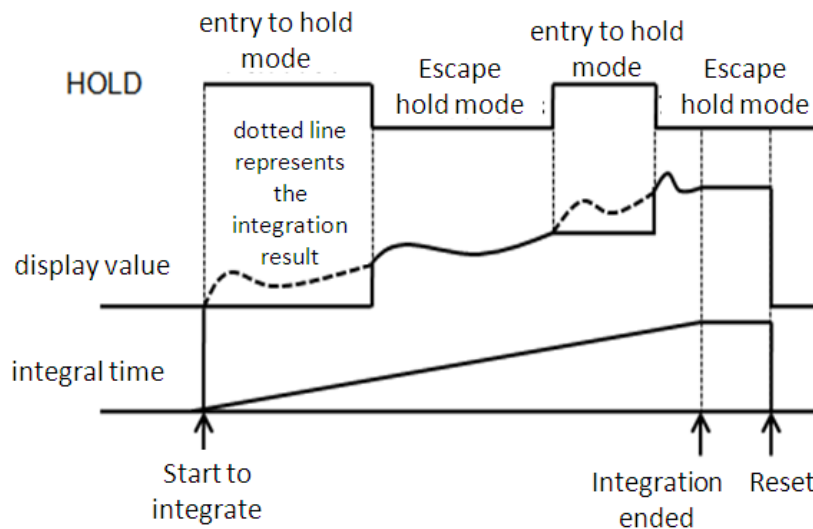 entry to hold
mode
entry to hold
mode
HOLD
Escape
hold mode
Escape
hold mode
dotted line
represents
the
integration
result
display value
integral time
Start to
integrate
Integration
ended
Reset